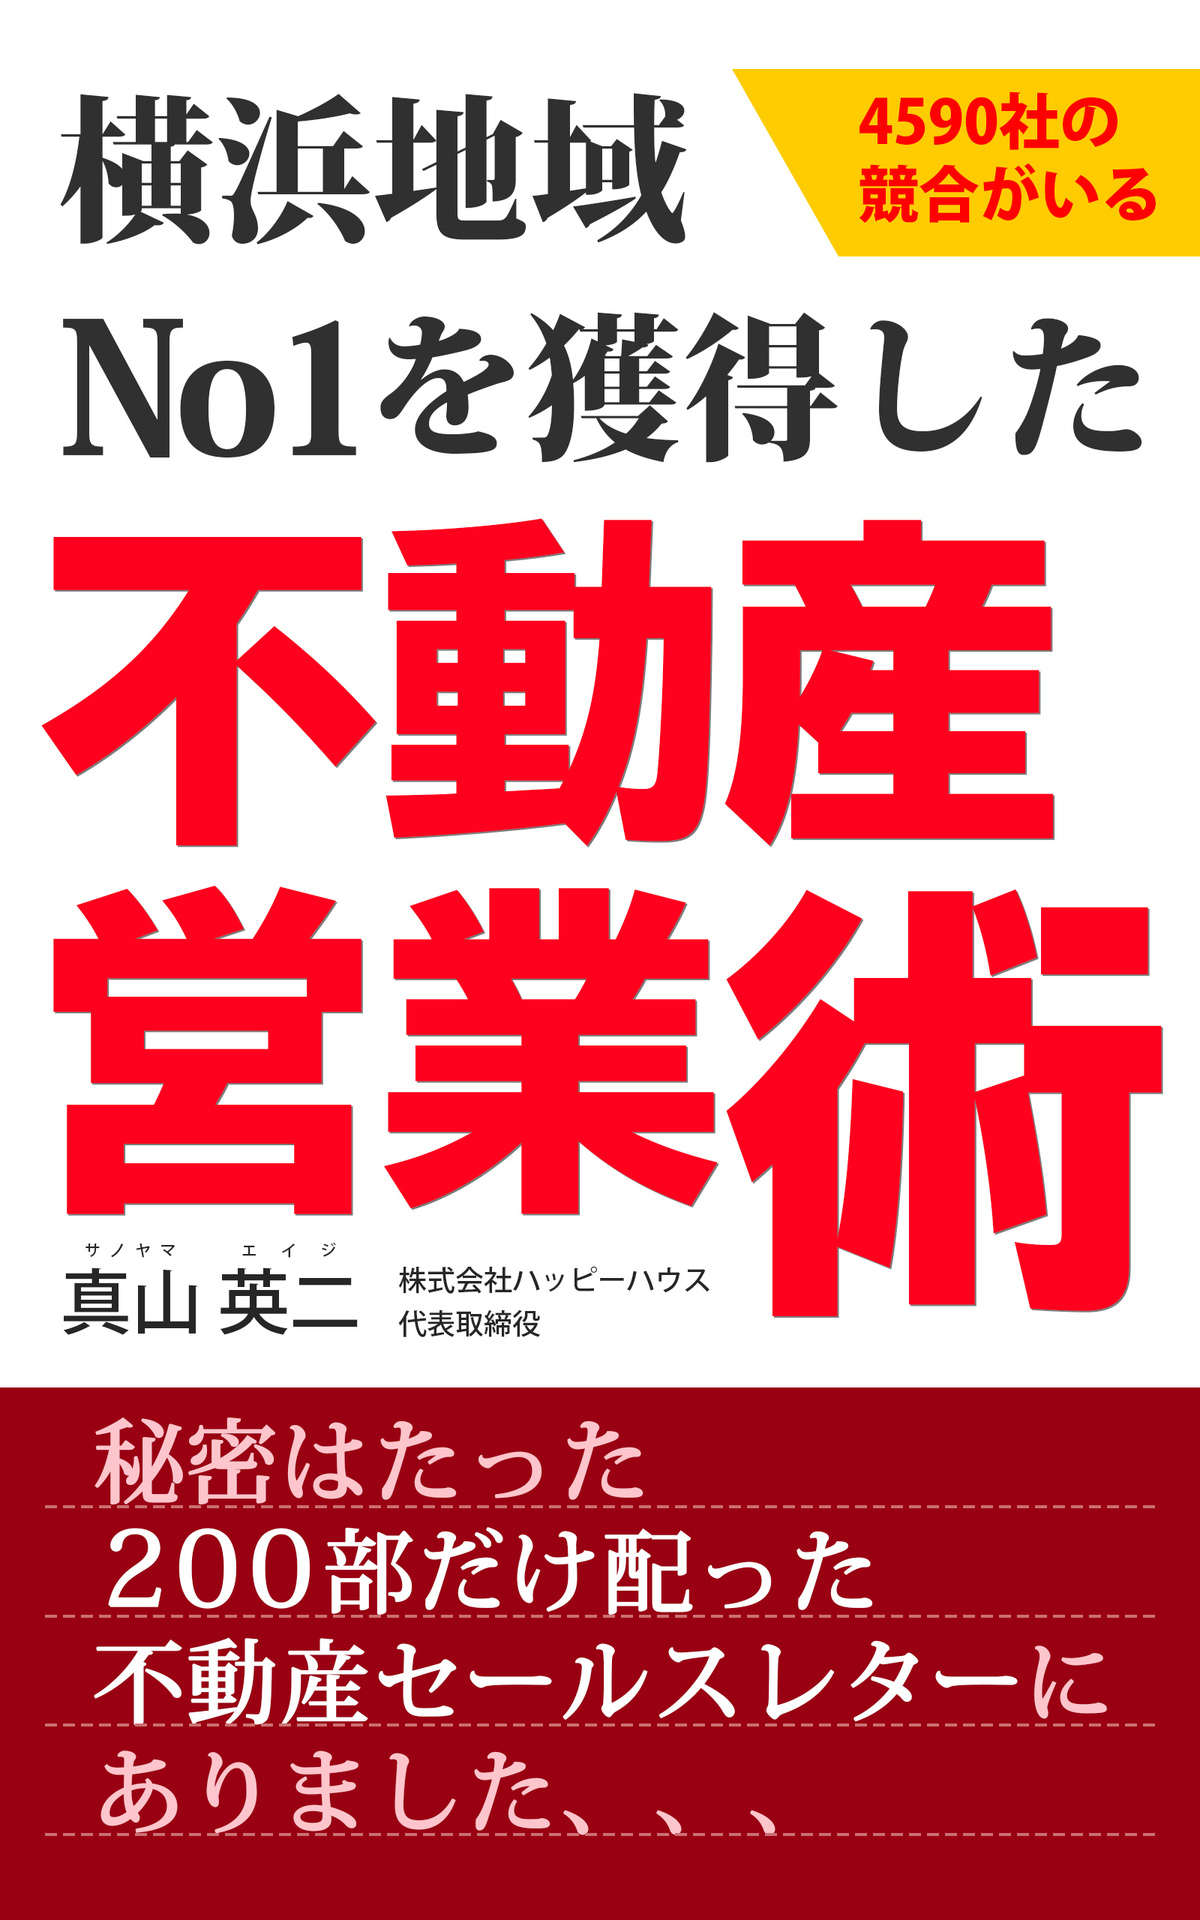 4590社の
競合がいる
横浜地域
No1を獲得した
不動産
営業術
サノヤマ エイジ
真山 英二
株式会社ハッピーハウス
代表取締役
秘密はたった
200部だけ配った
不動産セールスレターに
ありました、、、